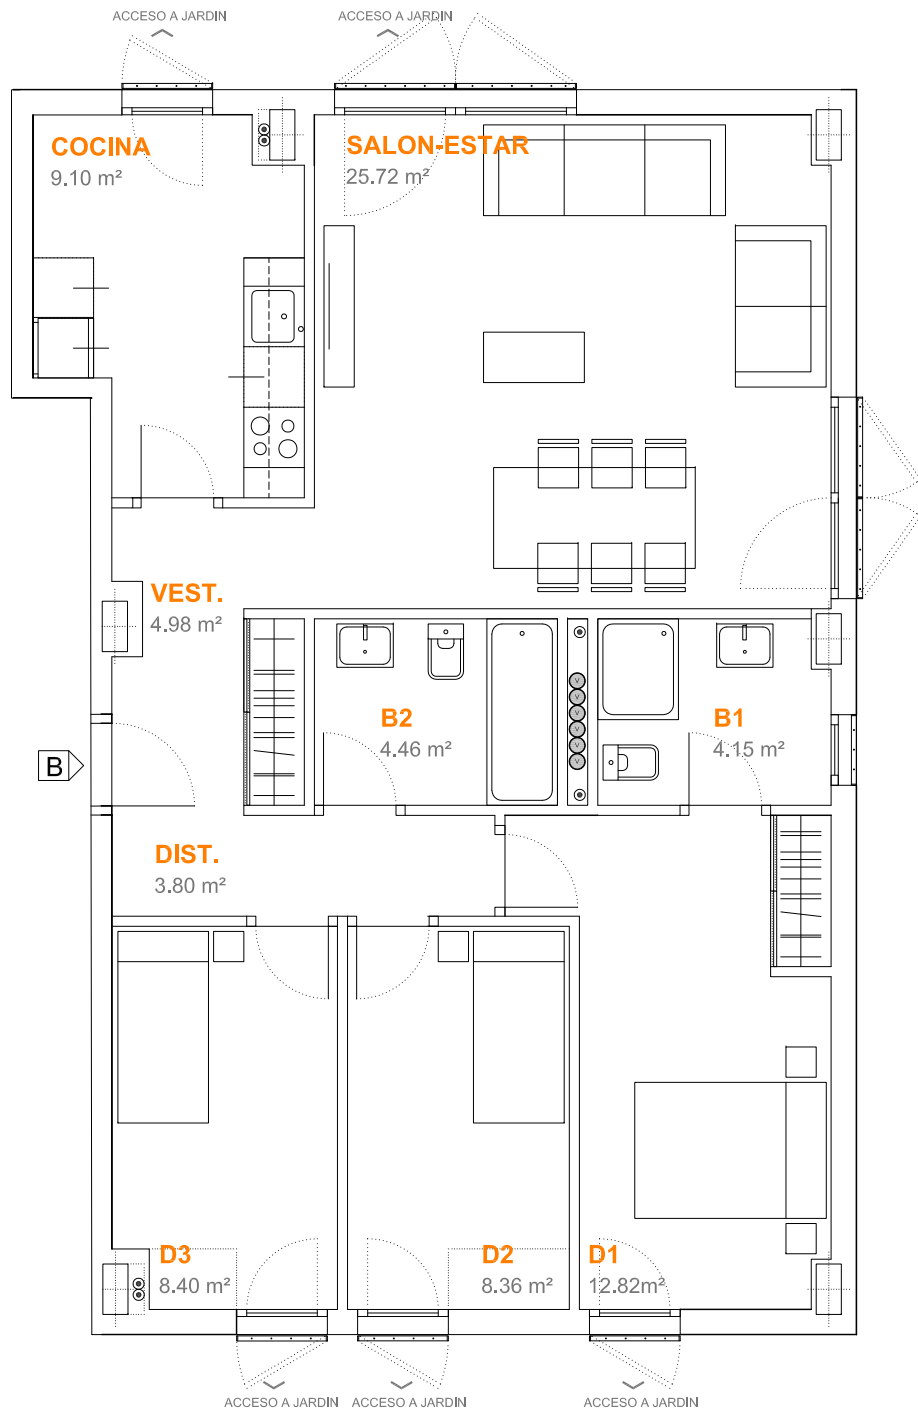 ACCESO A JARDIN
ACCESO A JARDIN
COCINA
9.10 m²
SALON-ESTAR
25.72 m²
VEST.
4.98 m²
B2
4.46 m²
V
V
V
V
V
V
B1
4.15 m²
B
DIST.
3.80 m²
D3
8.40 m²
D2
8.36 m²
D1
12.82m²
ACCESO A JARDIN
ACCESO A JARDIN
ACCESO A JARDIN